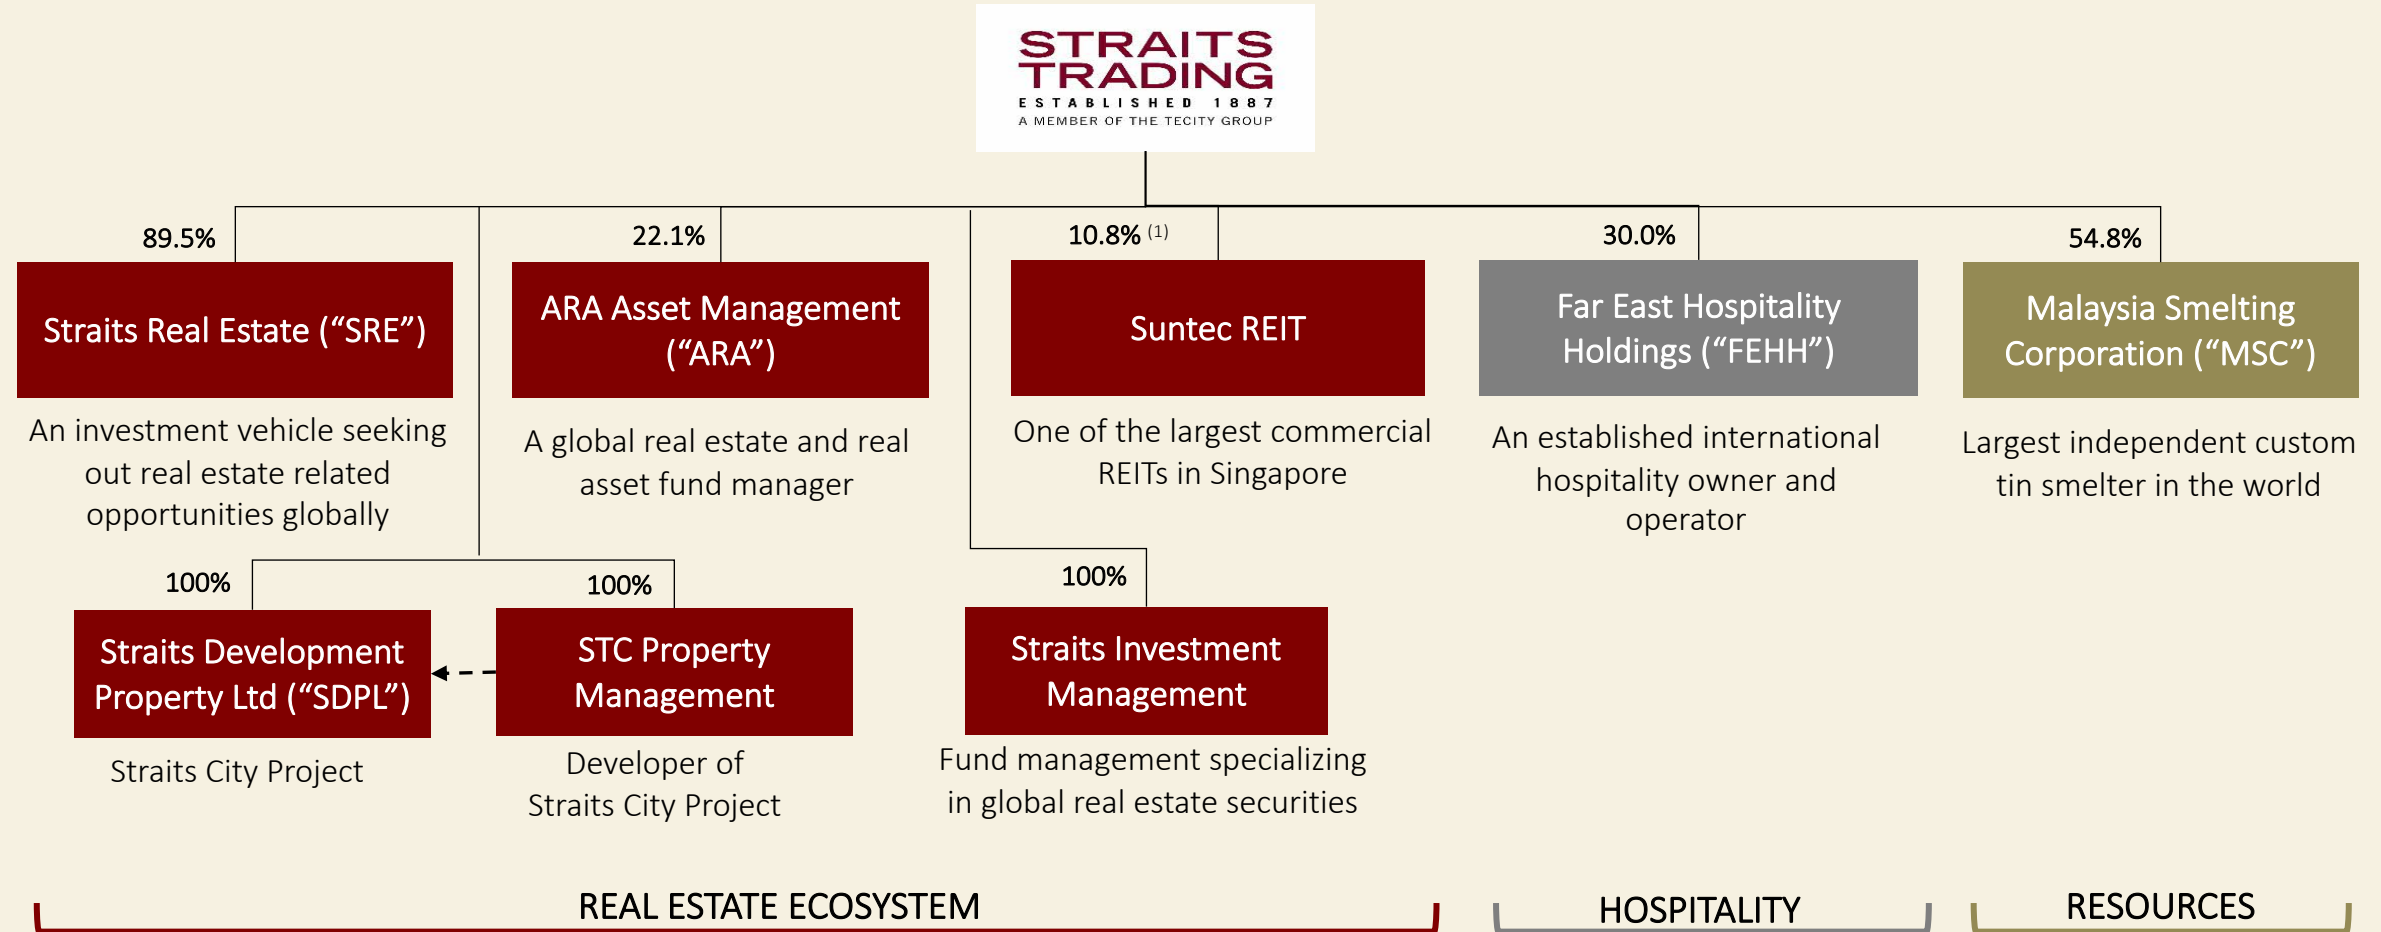 STRAITS
TRADING
ESTABLISHED 1887
A MEMBER OF THE TECITY GROUP
89.5%
22.1%
10.8% (1)
30.0%
54.8%
Straits Real Estate (“SRE”)
ARA Asset Management
(“ARA”)
Suntec REIT
Far East Hospitality
Holdings (“FEHH”)
Malaysia Smelting
Corporation (“MSC”)
An investment vehicle seeking
out real estate related
opportunities globally
A global real estate and real
asset fund manager
One of the largest commercial
REITs in Singapore
An established international
hospitality owner and
operator
Largest independent custom
tin smelter in the world
100%
100%
100%
Straits Development
Property Ltd (“SDPL”)
STC Property
Management
Straits Investment
Management
Straits City Project
Developer of
Straits City Project
Fund management specializing
in global real estate securities
REAL ESTATE ECOSYSTEM
HOSPITALITY
RESOURCES